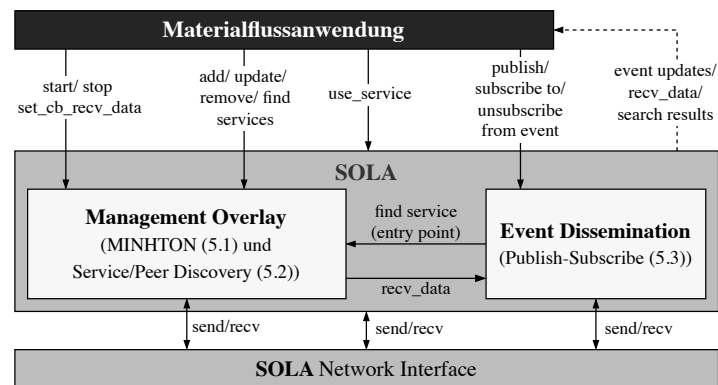 Materialflussanwendung
start/ stop
set_cb_recv_data
add/ update/
remove/ find
services
use_service
publish/
subscribe to/
unsubscribe
from event
event updates/
recv_data/
search results
SOLA
Management Overlay
(MINHTON (5.1) und
Service/Peer Discovery (5.2))
find service
(entry point)
recv_data
Event Dissemination
(Publish-Subscribe (5.3))
send/recv
send/recv
send/recv
SOLA Network Interface